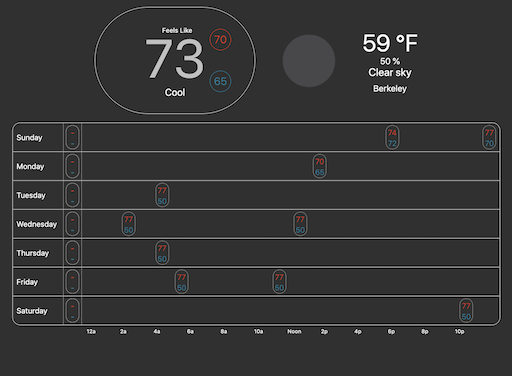 Feels Like
73
70
65
Cool
59 °F
50 %
Clear sky
Berkeley
Sunday - - 74 72 77 70
Monday - - 70 65
Tuesday - - 77 50
Wednesday - - 77 50 77 50
Thursday - - 77 50
Friday - - 77 50 77 50
Saturday - - 77 50
12a 2a 4a 6a 8a 10a Noon 2p 4p 6p 8p 10p